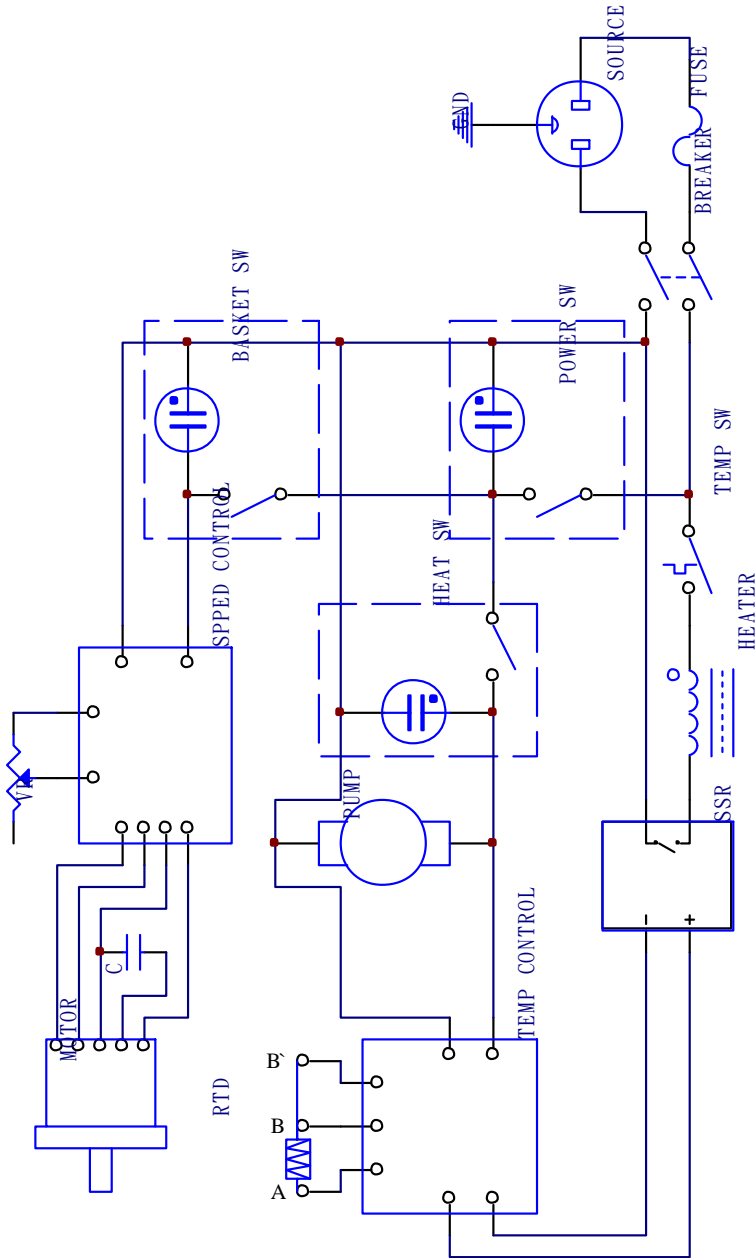 SOURCE
FUSE
GND
BREAKER
BASKET SW
POWER SW
TEMP SW
SPPED CONTROL
HEAT SW
HEATER
VR
PUMP
SSR
C
- +
TEMP CONTROL
MOTOR
RTD
B`
B
A